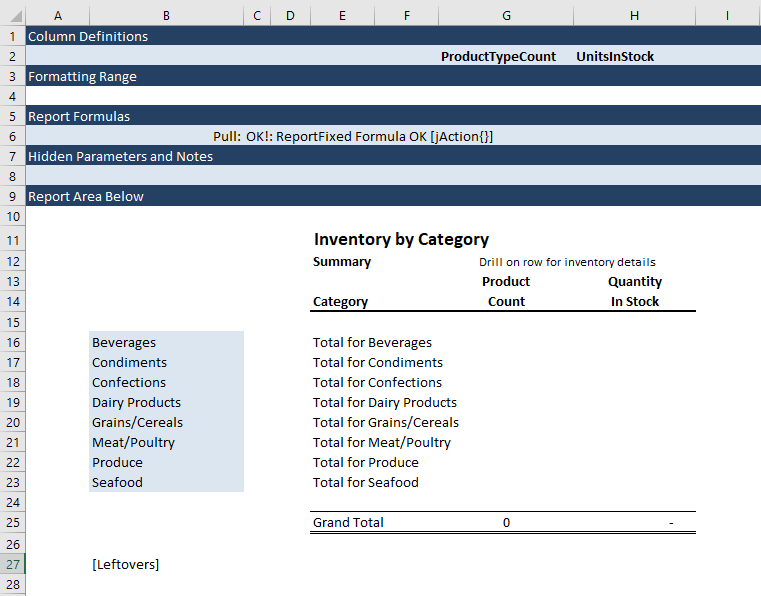 A B C D E F G H I
1 Column Definitions
2 ProductTypeCount UnitsInStock
3 Formatting Range
4
5 Report Formulas
6 Pull: OK!: ReportFixed Formula OK [jAction{}]
7 Hidden Parameters and Notes
8
9 Report Area Below
10
11 Inventory by Category
12 Summary Drill on row for inventory details
13 Product Quantity
14 Category Count In Stock
15
16 Beverages Total for Beverages
17 Condiments Total for Condiments
18 Confections Total for Confections
19 Dairy Products Total for Dairy Products
20 Grains/Cereals Total for Grains/Cereals
21 Meat/Poultry Total for Meat/Poultry
22 Produce Total for Produce
23 Seafood Total for Seafood
24
25 Grand Total 0 -
26
27 [Leftovers]
28